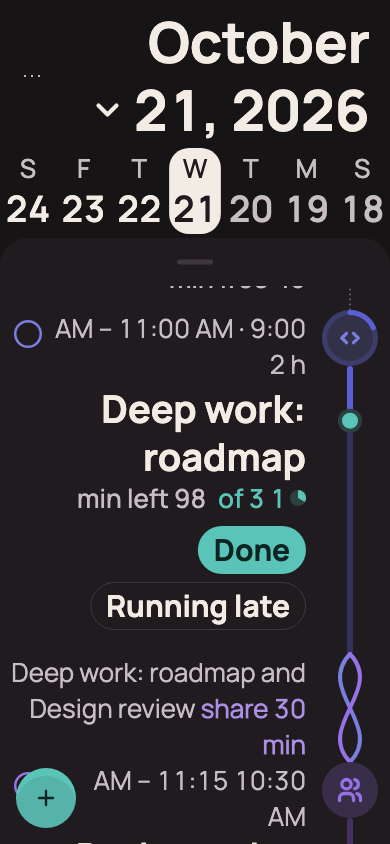 October
...
21, 2026
S F T W T M S
24 23 22 21 20 19 18
AM – 11:00 AM · 9:00
2 h
Deep work:
roadmap
min left 98 of 3 1
Done
Running late
Deep work: roadmap and
Design review share 30
min
AM – 11:15 10:30
AM